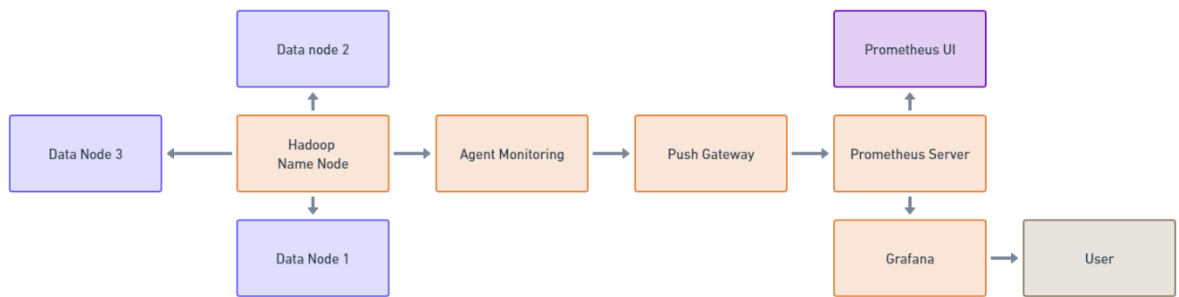 Data node 2
Prometheus UI
Data Node 3
Hadoop
Name Node
Agent Monitoring
Push Gateway
Prometheus Server
Data Node 1
Grafana
User